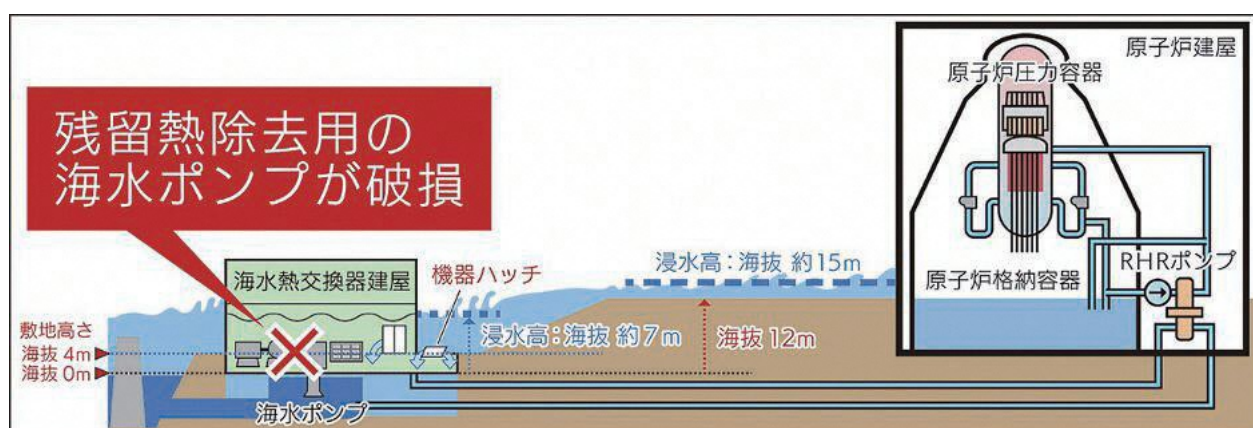 残留熱除去用の
海水ポンプが破損
海水熱交換器建屋
機器ハッチ
敷地高さ
海抜 4m
海抜 0m
海水ポンプ
浸水高:海抜 約7m
浸水高:海抜 約15m
海抜 12m
原子炉建屋
原子炉圧力容器
原子炉格納容器
RHRポンプ